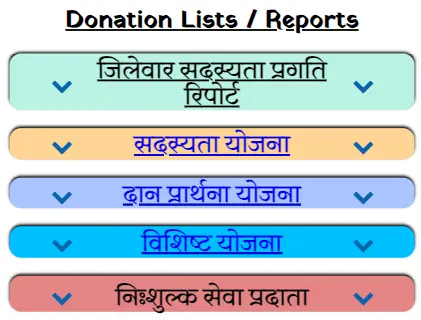 Donation Lists / Reports
जिलेवार सदस्यता प्रगति
रिपोर्ट
सदस्यता योजना
दान प्रार्थना योजना
विशिष्ट योजना
निःशुल्क सेवा प्रदाता